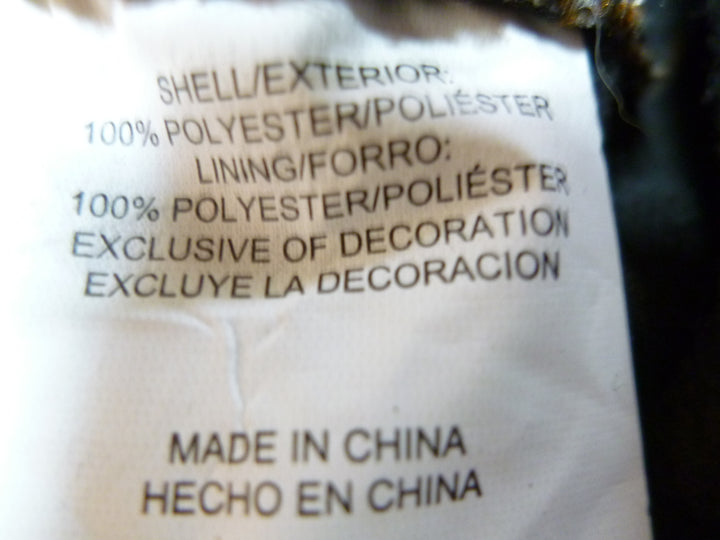 SHELL/EXTERIOR:
100% POLYESTER/POLIÉSTER
LINING/FORRO:
100% POLYESTER/POLIÉSTER
EXCLUSIVE OF DECORATION
EXCLUYE LA DECORACION
MADE IN CHINA
HECHO EN CHINA